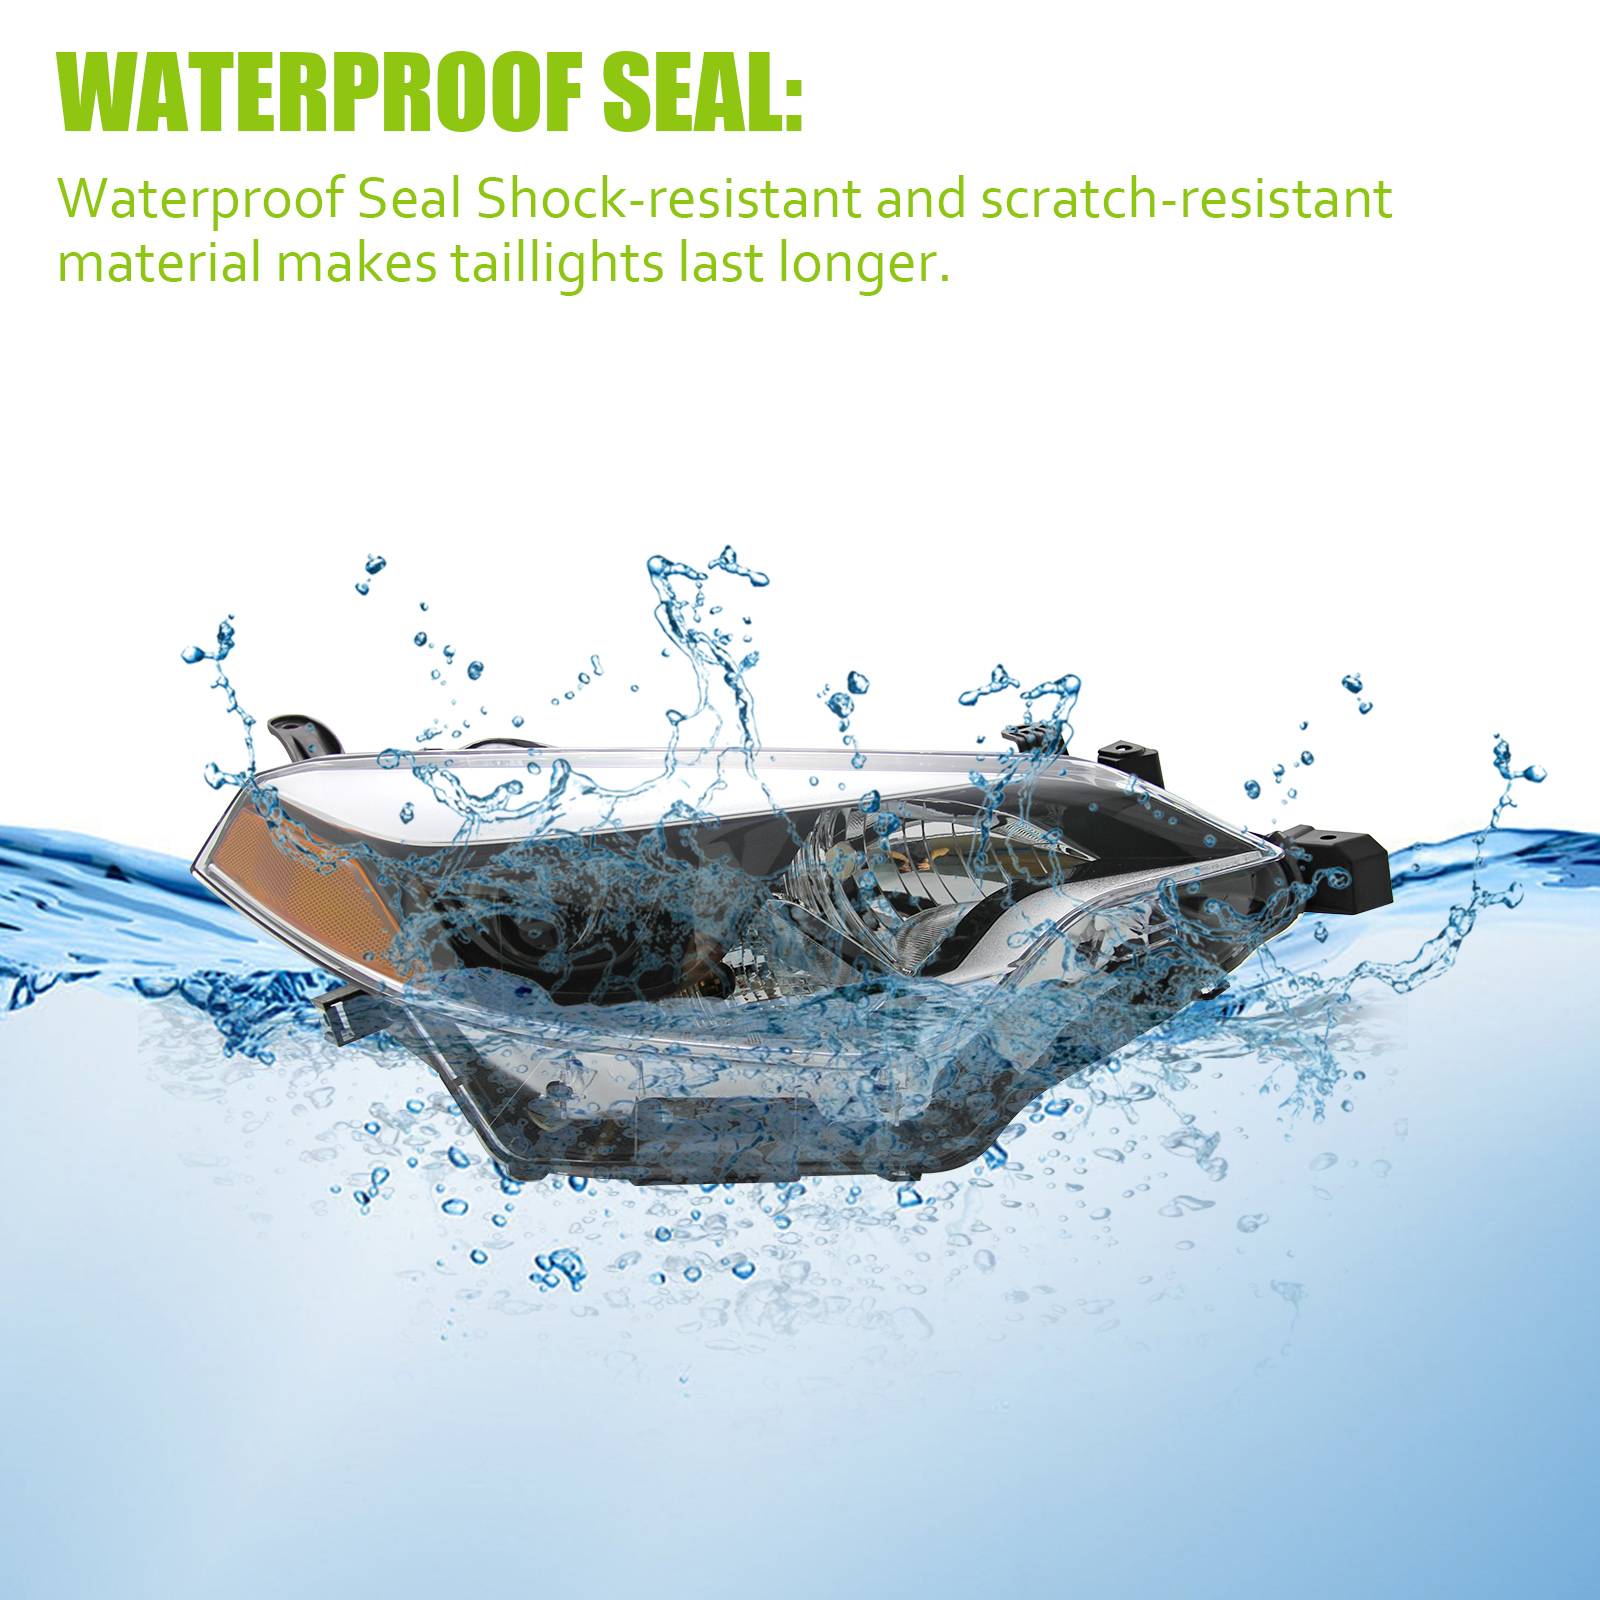 WATERPROOF SEAL:
Waterproof Seal Shock-resistant and scratch-resistant
material makes taillights last longer.